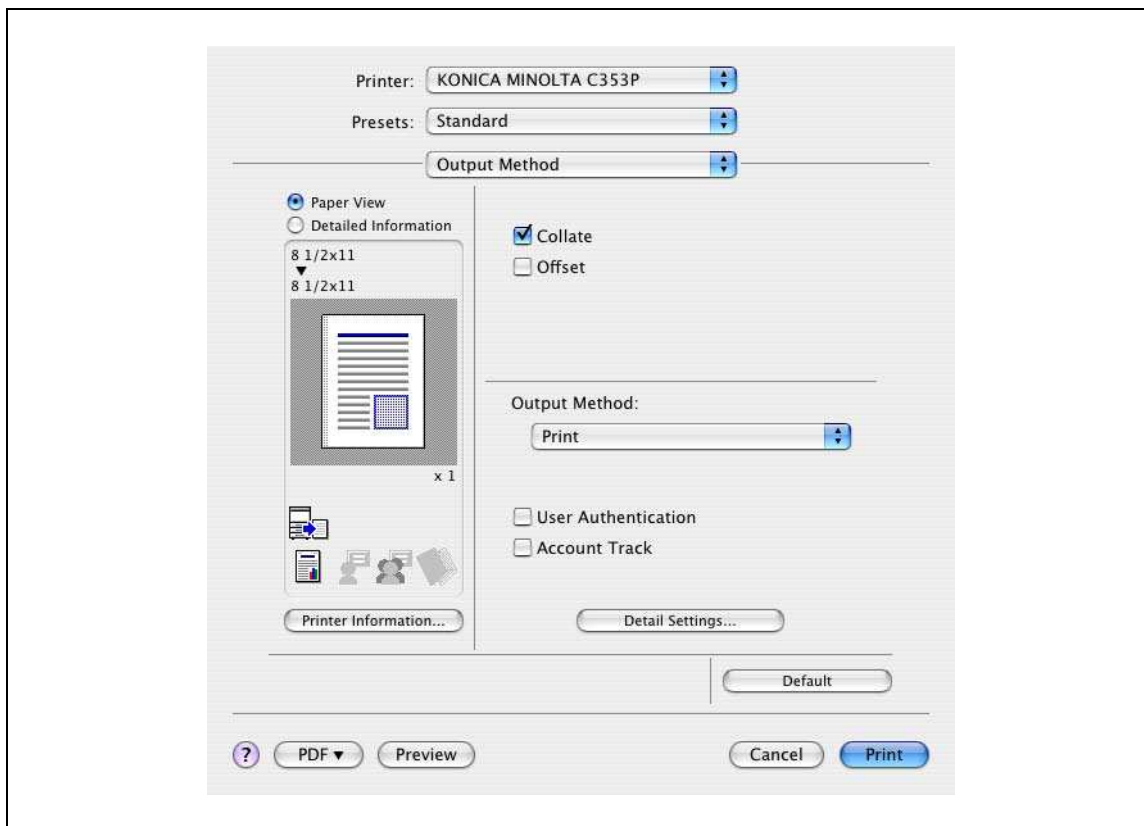 Printer: KONICA MINOLTA C353P
Presets: Standard
Output Method
Paper View
Detailed Information
8 1/2x11
8 1/2x11
x 1
Printer Information...
Collate
Offset
Output Method:
Print
User Authentication
Account Track
Detail Settings...
Default
? PDF Preview Cancel Print